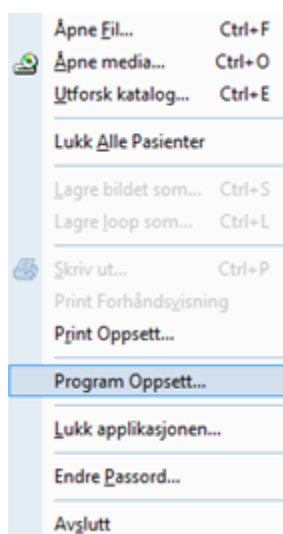 Åpne Fil... Ctrl+F
Åpne media... Ctrl+O
Utforsk katalog... Ctrl+E
Lukk Alle Pasienter
Lagre bildet som... Ctrl+S
Lagre loop som... Ctrl+L
Skriv ut... Ctrl+P
Print Forhåndsvisning
Print Oppsett...
Program Oppsett...
Lukk applikasjonen...
Endre Passord...
Avslutt